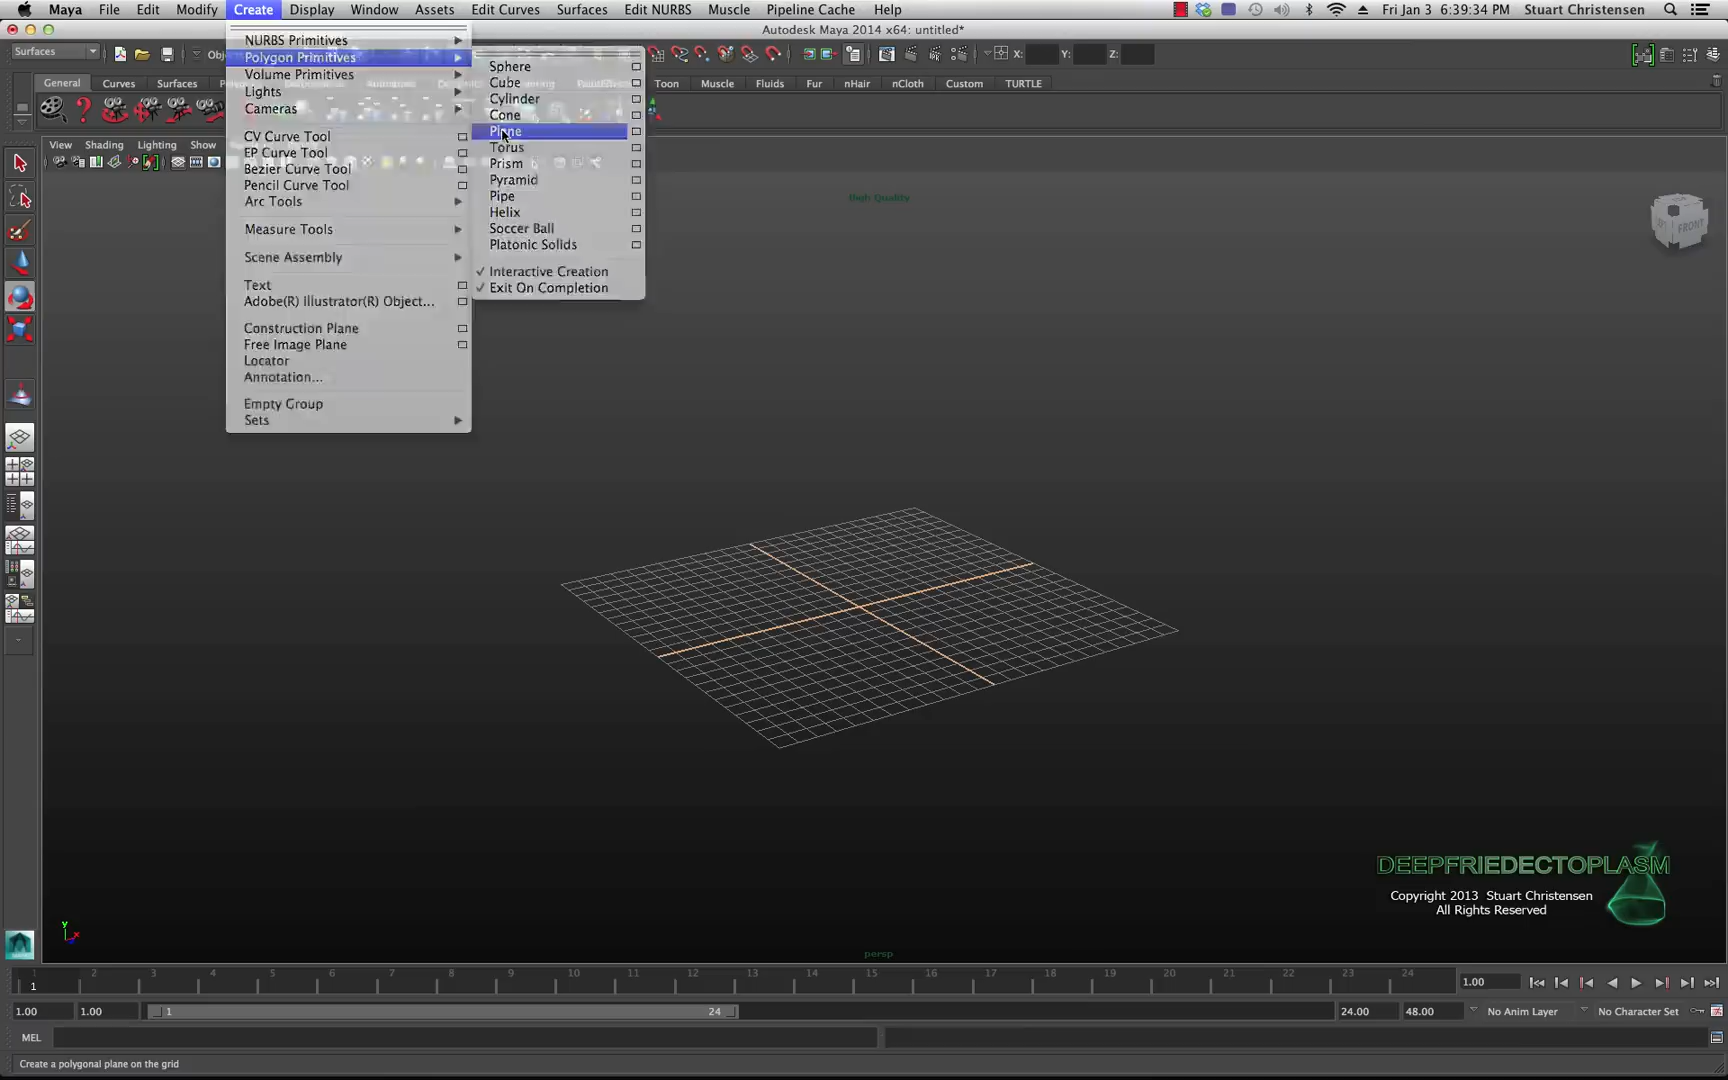 Maya File Edit Modify Create Display Window Assets Edit Curves Surfaces Edit NURBS Muscle Pipeline Cache Help Fri Jan 3 6:39:34 PM Stuart Christensen
Autodesk Maya 2014 x64: untitled*
Surfaces
X: Y: Z:
General Curves Surfaces Toon Muscle Fluids Fur nHair nCloth Custom TURTLE
View Shading Lighting Show
NURBS Primitives
Polygon Primitives
Volume Primitives
Lights
Cameras
CV Curve Tool
EP Curve Tool
Bezier Curve Tool
Pencil Curve Tool
Arc Tools
Measure Tools
Scene Assembly
Text
Adobe(R) Illustrator(R) Object...
Construction Plane
Free Image Plane
Locator
Annotation...
Empty Group
Sets
Sphere
Cube
Cylinder
Cone
Plane
Torus
Prism
Pyramid
Pipe
Helix
Soccer Ball
Platonic Solids
✓ Interactive Creation
✓ Exit On Completion
High Quality
FRONT
DEEPFRIEDECTOPLASM
Copyright 2013 Stuart Christensen
All Rights Reserved
y
x
persp
1 2 3 4 5 6 7 8 9 10 11 12 13 14 15 16 17 18 19 20 21 22 23 24
1 1.00
1.00 1.00 1 24 24.00 48.00 No Anim Layer No Character Set
MEL
Create a polygonal plane on the grid